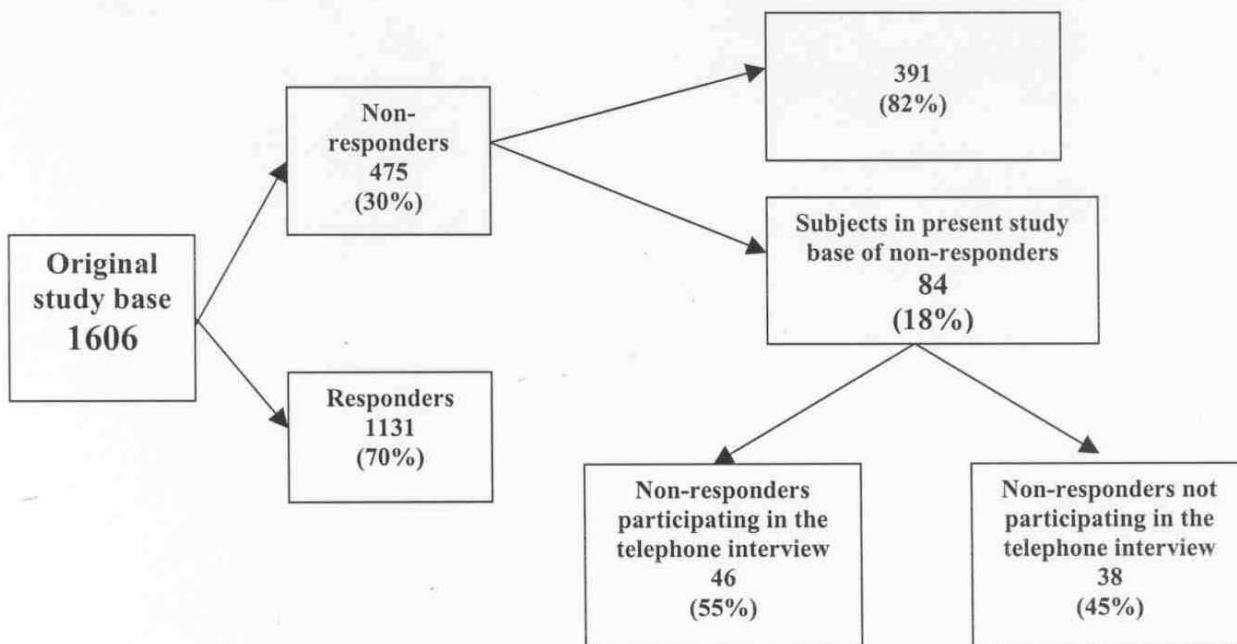 Original
study base
1606
Non-
responders
475
(30%)
Responders
1131
(70%)
391
(82%)
Subjects in present study
base of non-responders
84
(18%)
Non-responders
participating in the
telephone interview
46
(55%)
Non-responders not
participating in the
telephone interview
38
(45%)